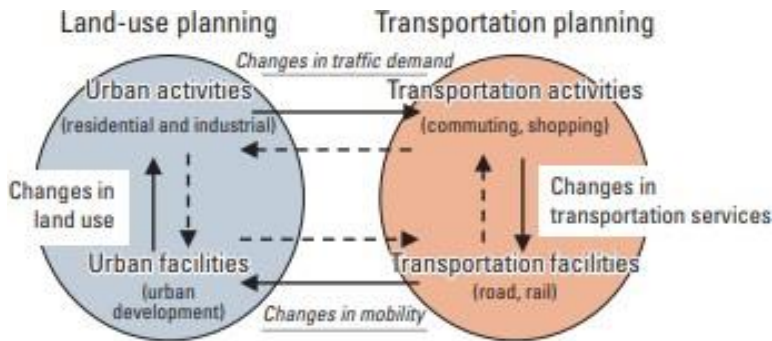 Land-use planning
Transportation planning
Changes in traffic demand
Urban activities
(residential and industrial)
Transportation activities
(commuting, shopping)
Changes in
land use
Changes in
transportation services
Urban facilities
(urban
development)
Transportation facilities
(road, rail)
Changes in mobility